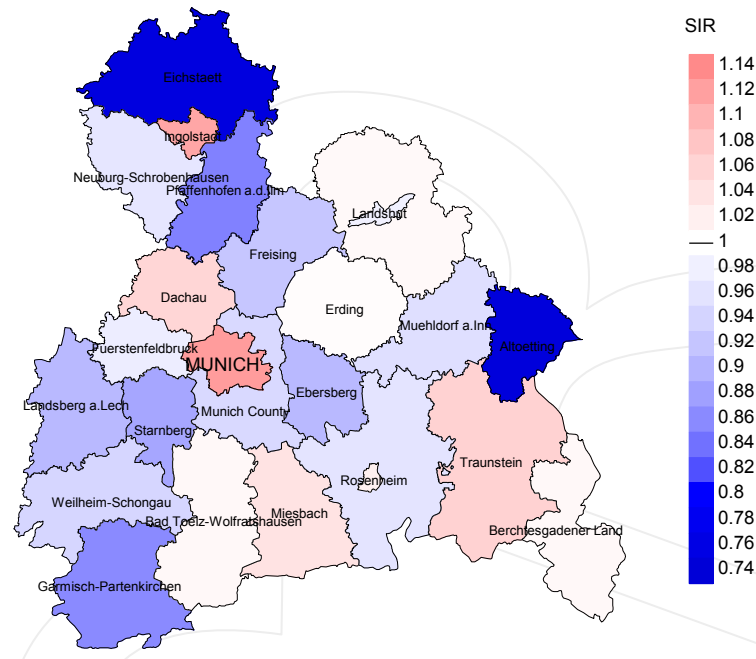 SIR
1.14
1.12
1.1
1.08
1.06
1.04
1.02
1
0.98
0.96
0.94
0.92
0.9
0.88
0.86
0.84
0.82
0.8
0.78
0.76
0.74
Eichstaett
Ingolstadt
Neuburg-Schrobenhausen
Pfaffenhofen a.d.Ilm
Landshut
Freising
Dachau
Erding
Muehldorf a.Inn
Altoetting
Fuerstenfeldbruck
MUNICH
Ebersberg
Landsberg a.Lech
Munich County
Starnberg
Traunstein
Rosenheim
Weilheim-Schongau
Miesbach
Bad Toelz-Wolfratshausen
Berchtesgadener Land
Garmisch-Partenkirchen